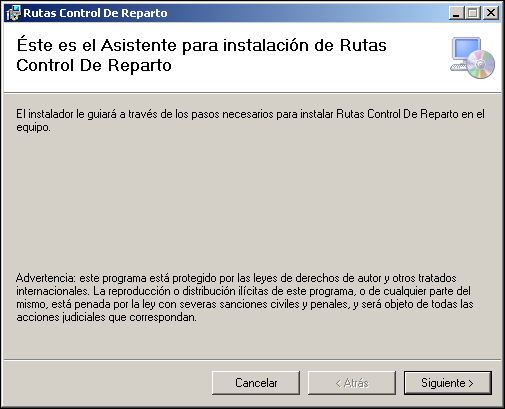 Rutas Control De Reparto
Éste es el Asistente para instalación de Rutas
Control De Reparto
El instalador le guiará a través de los pasos necesarios para instalar Rutas Control De Reparto en el
equipo.
Advertencia: este programa está protegido por las leyes de derechos de autor y otros tratados
internacionales. La reproducción o distribución ilícitas de este programa, o de cualquier parte del
mismo, está penada por la ley con severas sanciones civiles y penales, y será objeto de todas las
acciones judiciales que correspondan.
Cancelar < Atrás Siguiente >